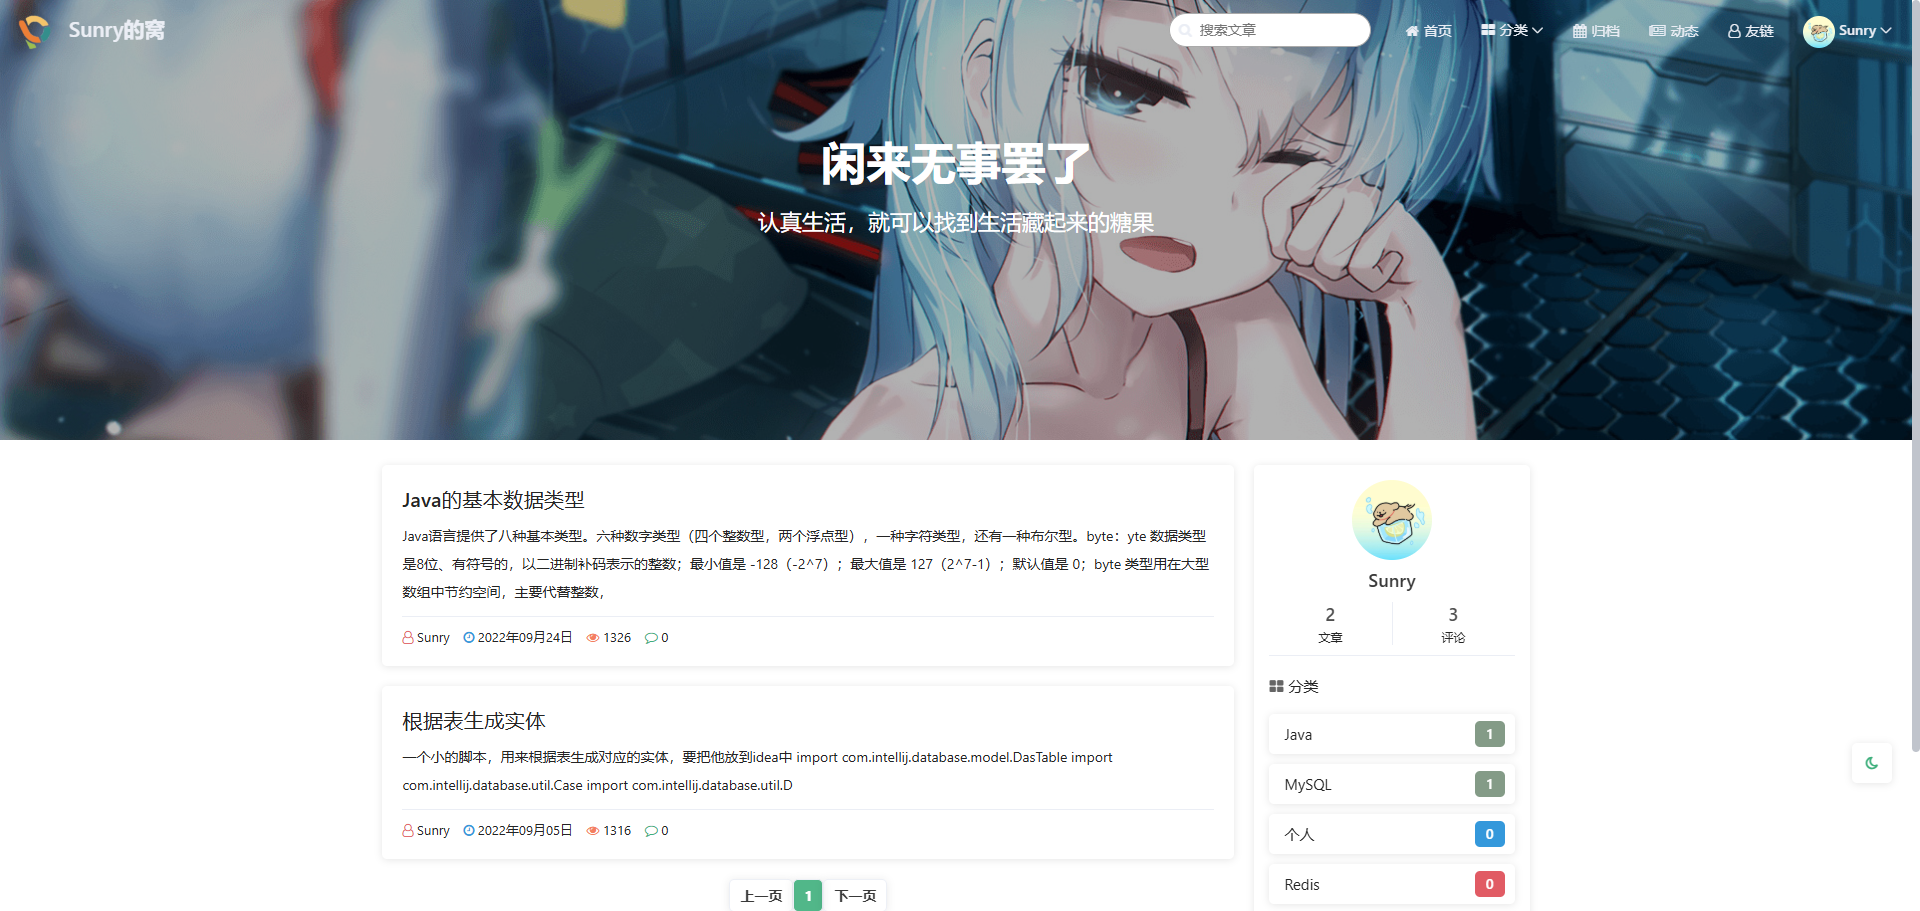 Sunry的窝
搜索文章
首页
分类
归档
动态
友链
Sunry
闲来无事罢了
认真生活，就可以找到生活藏起来的糖果
Java的基本数据类型
Java语言提供了八种基本类型。六种数字类型（四个整数型，两个浮点型），一种字符类型，还有一种布尔型。byte：yte 数据类型
是8位、有符号的，以二进制补码表示的整数；最小值是 -128（-2^7）；最大值是 127（2^7-1）；默认值是 0；byte 类型用在大型
数组中节约空间，主要代替整数，
Sunry 2022年09月24日 1326 0
根据表生成实体
一个小的脚本，用来根据表生成对应的实体，要把他放到idea中 import com.intellij.database.model.DasTable import
com.intellij.database.util.Case import com.intellij.database.util.D
Sunry 2022年09月05日 1316 0
上一页 1 下一页
Sunry
2 3
文章 评论
分类
Java 1
MySQL 1
个人 0
Redis 0